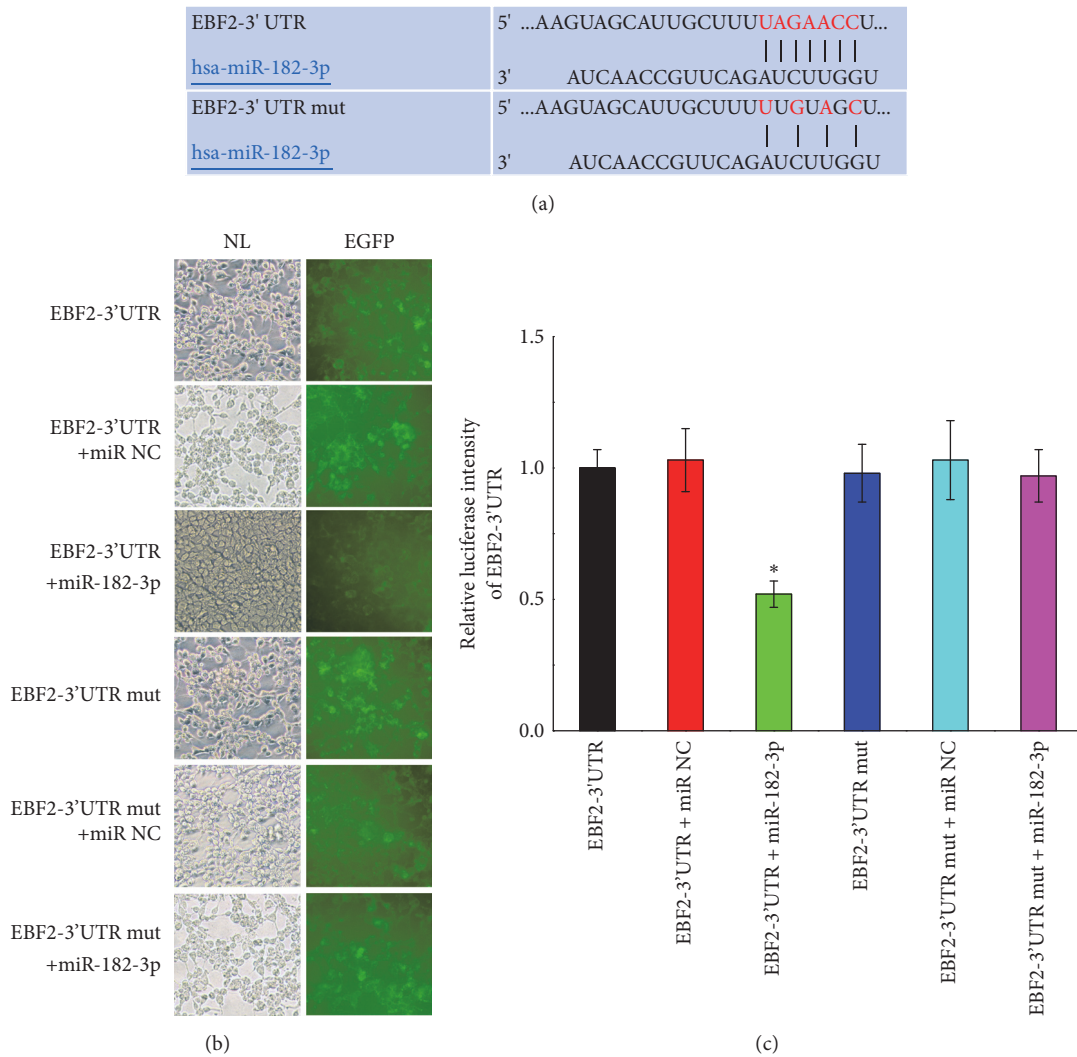 EBF2-3' UTR
5' ...AAGUAGCAUUGCUUUUAGAACCU...
hsa-miR-182-3p
3' AUCAACCGUUCAGAUCUUGGU
EBF2-3' UTR mut
5' ...AAGUAGCAUUGCUUUUUGUAGCU...
hsa-miR-182-3p
3' AUCAACCGUUCAGAUCUUGGU
(a)
NL EGFP
EBF2-3'UTR
EBF2-3'UTR
+miR NC
EBF2-3'UTR
+miR-182-3p
EBF2-3'UTR mut
EBF2-3'UTR mut
+miR NC
EBF2-3'UTR mut
+miR-182-3p
(b)
Relative luciferase intensity
of EBF2-3'UTR
1.5
1.0
0.5
0.0
*
EBF2-3'UTR
EBF2-3'UTR + miR NC
EBF2-3'UTR + miR-182-3p
EBF2-3'UTR mut
EBF2-3'UTR mut + miR NC
EBF2-3'UTR mut + miR-182-3p
(c)